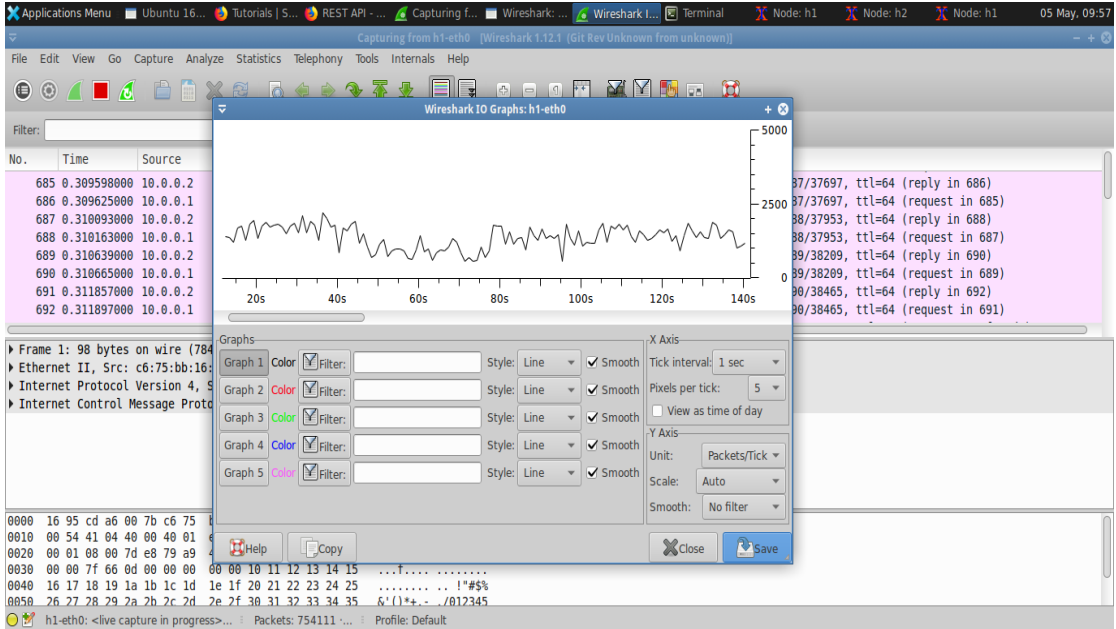 Applications Menu Ubuntu 16... Tutorials | S... REST API - ... Capturing f... Wireshark: ... Wireshark I... Terminal Node: h1 Node: h2 Node: h1 05 May, 09:57
Capturing from h1-eth0 [Wireshark 1.12.1 (Git Rev Unknown from unknown)]
File Edit View Go Capture Analyze Statistics Telephony Tools Internals Help
Wireshark IO Graphs: h1-eth0
Filter:
No. Time Source
685 0.309598000 10.0.0.2 37/37697, ttl=64 (reply in 686)
686 0.309625000 10.0.0.1 37/37697, ttl=64 (request in 685)
687 0.310093000 10.0.0.2 38/37953, ttl=64 (reply in 688)
688 0.310163000 10.0.0.1 38/37953, ttl=64 (request in 687)
689 0.310639000 10.0.0.2 39/38209, ttl=64 (reply in 690)
690 0.310665000 10.0.0.1 39/38209, ttl=64 (request in 689)
691 0.311857000 10.0.0.2 90/38465, ttl=64 (reply in 692)
692 0.311897000 10.0.0.1 90/38465, ttl=64 (request in 691)
5000
2500
0
20s 40s 60s 80s 100s 120s 140s
Frame 1: 98 bytes on wire (784
Ethernet II, Src: c6:75:bb:16:
Internet Protocol Version 4, S
Internet Control Message Proto
Graphs
Graph 1 Color Filter: Style: Line Smooth
Graph 2 Color Filter: Style: Line Smooth
Graph 3 Color Filter: Style: Line Smooth
Graph 4 Color Filter: Style: Line Smooth
Graph 5 Color Filter: Style: Line Smooth
X Axis
Tick interval: 1 sec
Pixels per tick: 5
View as time of day
Y Axis
Unit: Packets/Tick
Scale: Auto
Smooth: No filter
Help Copy Close Save
0000 16 95 cd a6 00 7b c6 75
0010 00 54 41 04 40 00 40 01
0020 00 01 08 00 7d e8 79 a9
0030 00 00 7f 66 0d 00 00 00 00 00 10 11 12 13 14 15 ...f.... ........
0040 16 17 18 19 1a 1b 1c 1d 1e 1f 20 21 22 23 24 25 ........ .. !"#$%
0050 26 27 28 29 2a 2b 2c 2d 2e 2f 30 31 32 33 34 35 &'()*+,- ./012345
h1-eth0: <live capture in progress>... Packets: 754111 ·... Profile: Default